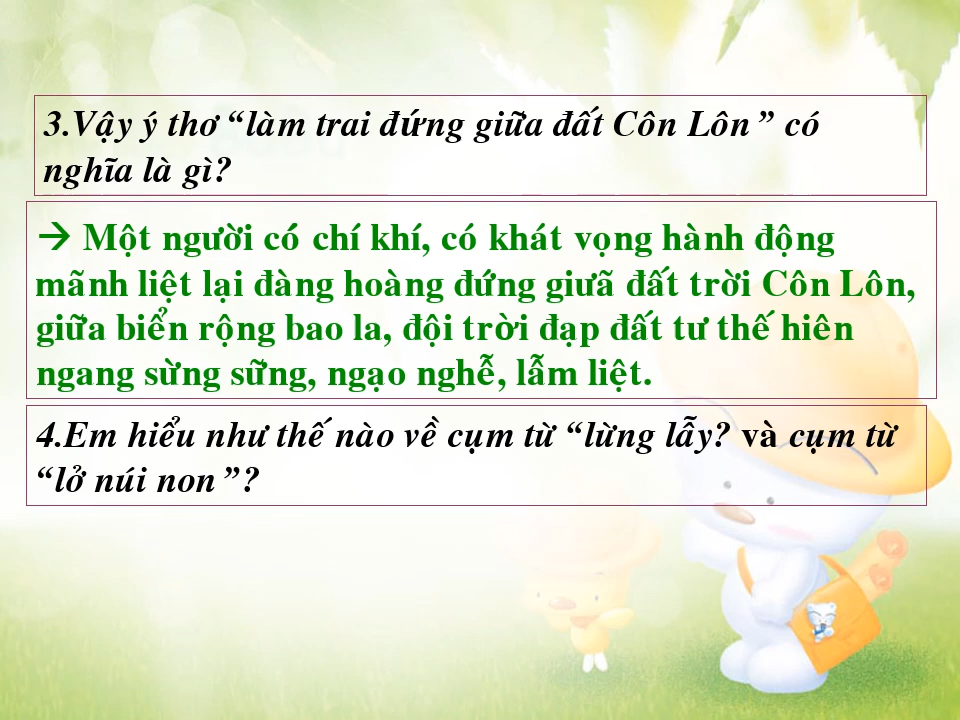 3.Vậy ý thơ “làm trai đứng giữa đất Côn Lôn” có
nghĩa là gì?
→ Một người có chí khí, có khát vọng hành động
mãnh liệt lại đàng hoàng đứng giưã đất trời Côn Lôn,
giữa biển rộng bao la, đội trời đạp đất tư thế hiên
ngang sừng sững, ngạo nghễ, lẫm liệt.
4.Em hiểu như thế nào về cụm từ “lừng lẫy? và cụm từ
“lở núi non”?